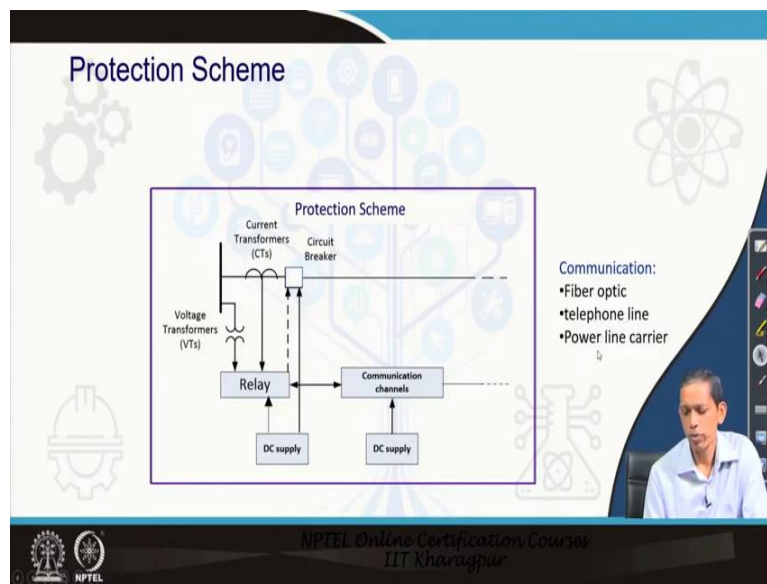 Protection Scheme
Protection Scheme
Current
Transformers
(CTs)
Circuit
Breaker
Voltage
Transformers
(VTs)
Relay
Communication
channels
DC supply
DC supply
Communication:
•Fiber optic
•telephone line
•Power line carrier
NPTEL Online Certification Courses
IIT Kharagpur
NPTEL